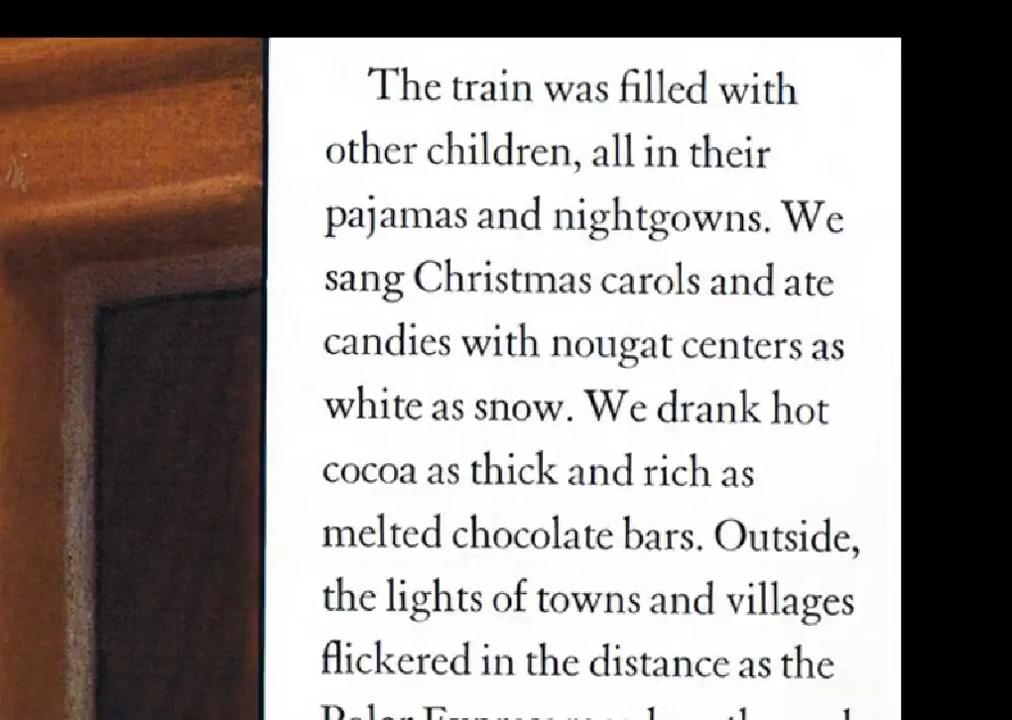 The train was filled with
other children, all in their
pajamas and nightgowns. We
sang Christmas carols and ate
candies with nougat centers as
white as snow. We drank hot
cocoa as thick and rich as
melted chocolate bars. Outside,
the lights of towns and villages
flickered in the distance as the
Polar Express